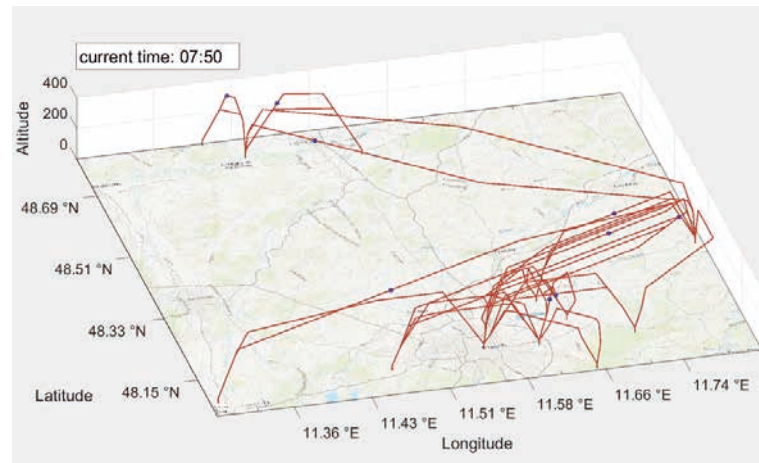 current time: 07:50
400
200
0
Altitude
48.69 °N
48.51 °N
48.33 °N
48.15 °N
Latitude
11.36 °E
11.43 °E
11.51 °E
11.58 °E
11.66 °E
11.74 °E
Longitude